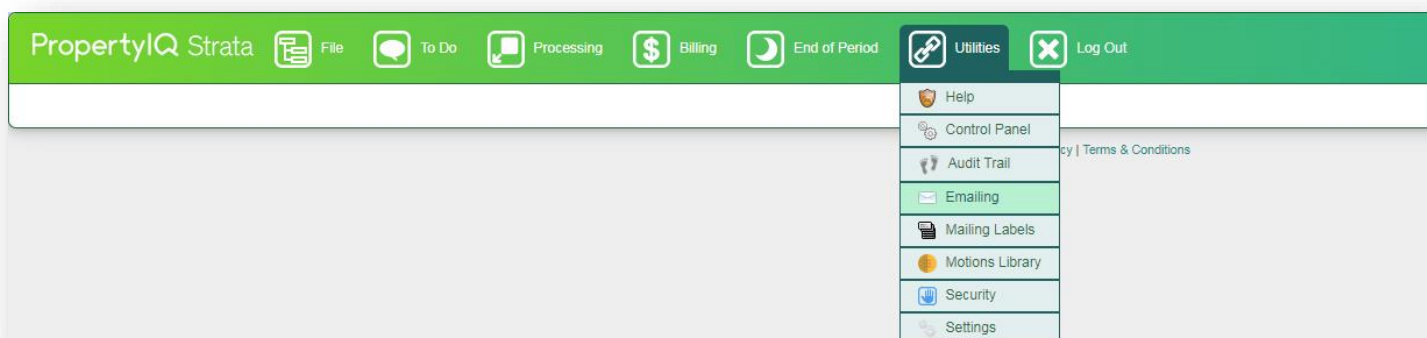 PropertyIQ Strata File To Do Processing Billing End of Period Utilities Log Out
Help
Control Panel
cy | Terms & Conditions
Audit Trail
Emailing
Mailing Labels
Motions Library
Security
Settings